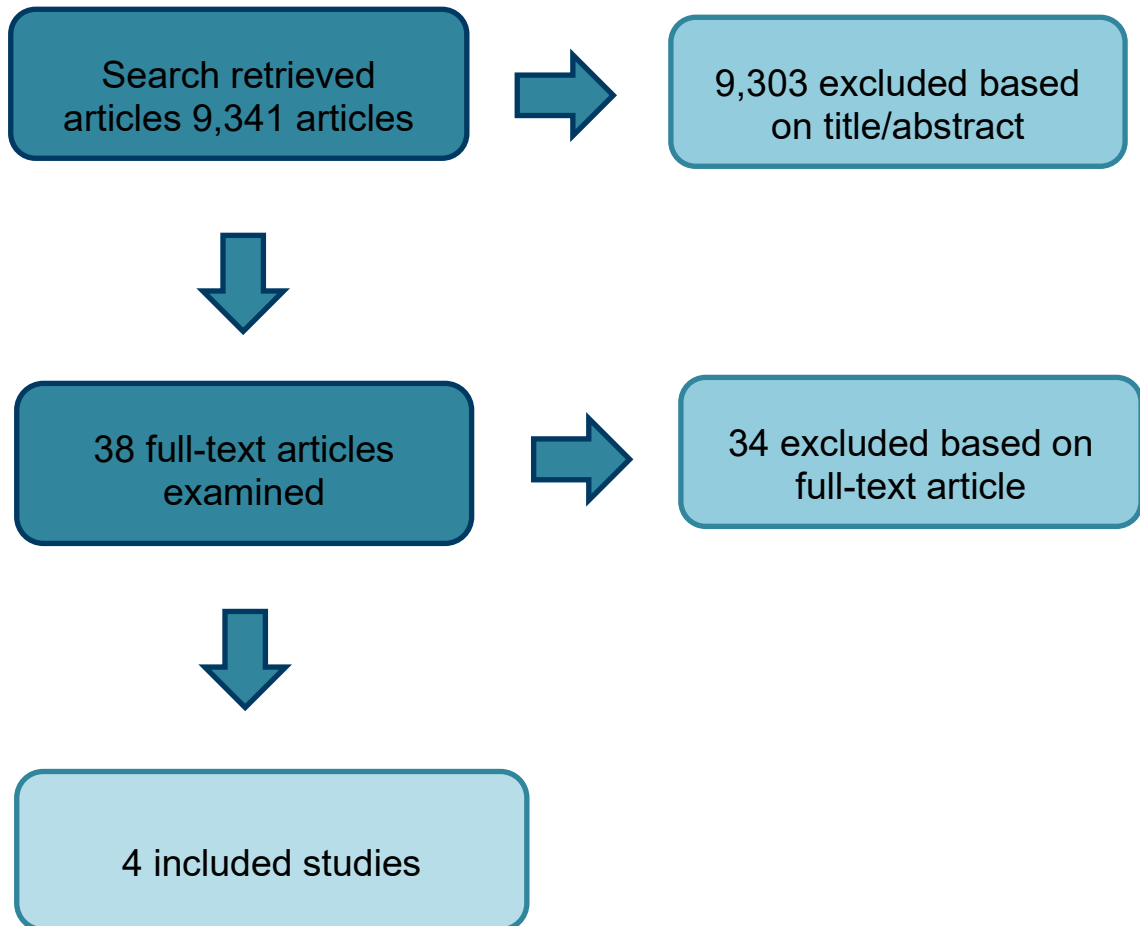 Search retrieved
articles 9,341 articles
9,303 excluded based
on title/abstract
38 full-text articles
examined
34 excluded based on
full-text article
4 included studies